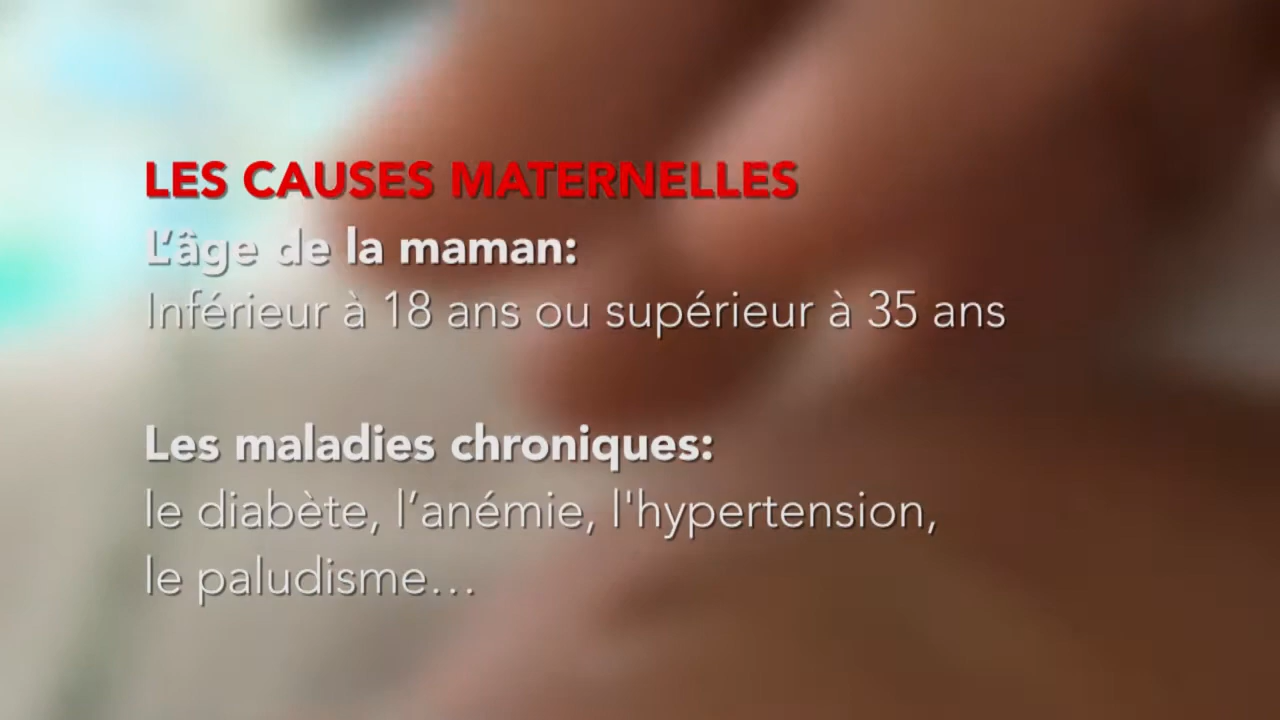 LES CAUSES MATERNELLES
L’âge de la maman:
Inférieur à 18 ans ou supérieur à 35 ans
Les maladies chroniques:
le diabète, l’anémie, l'hypertension,
le paludisme…